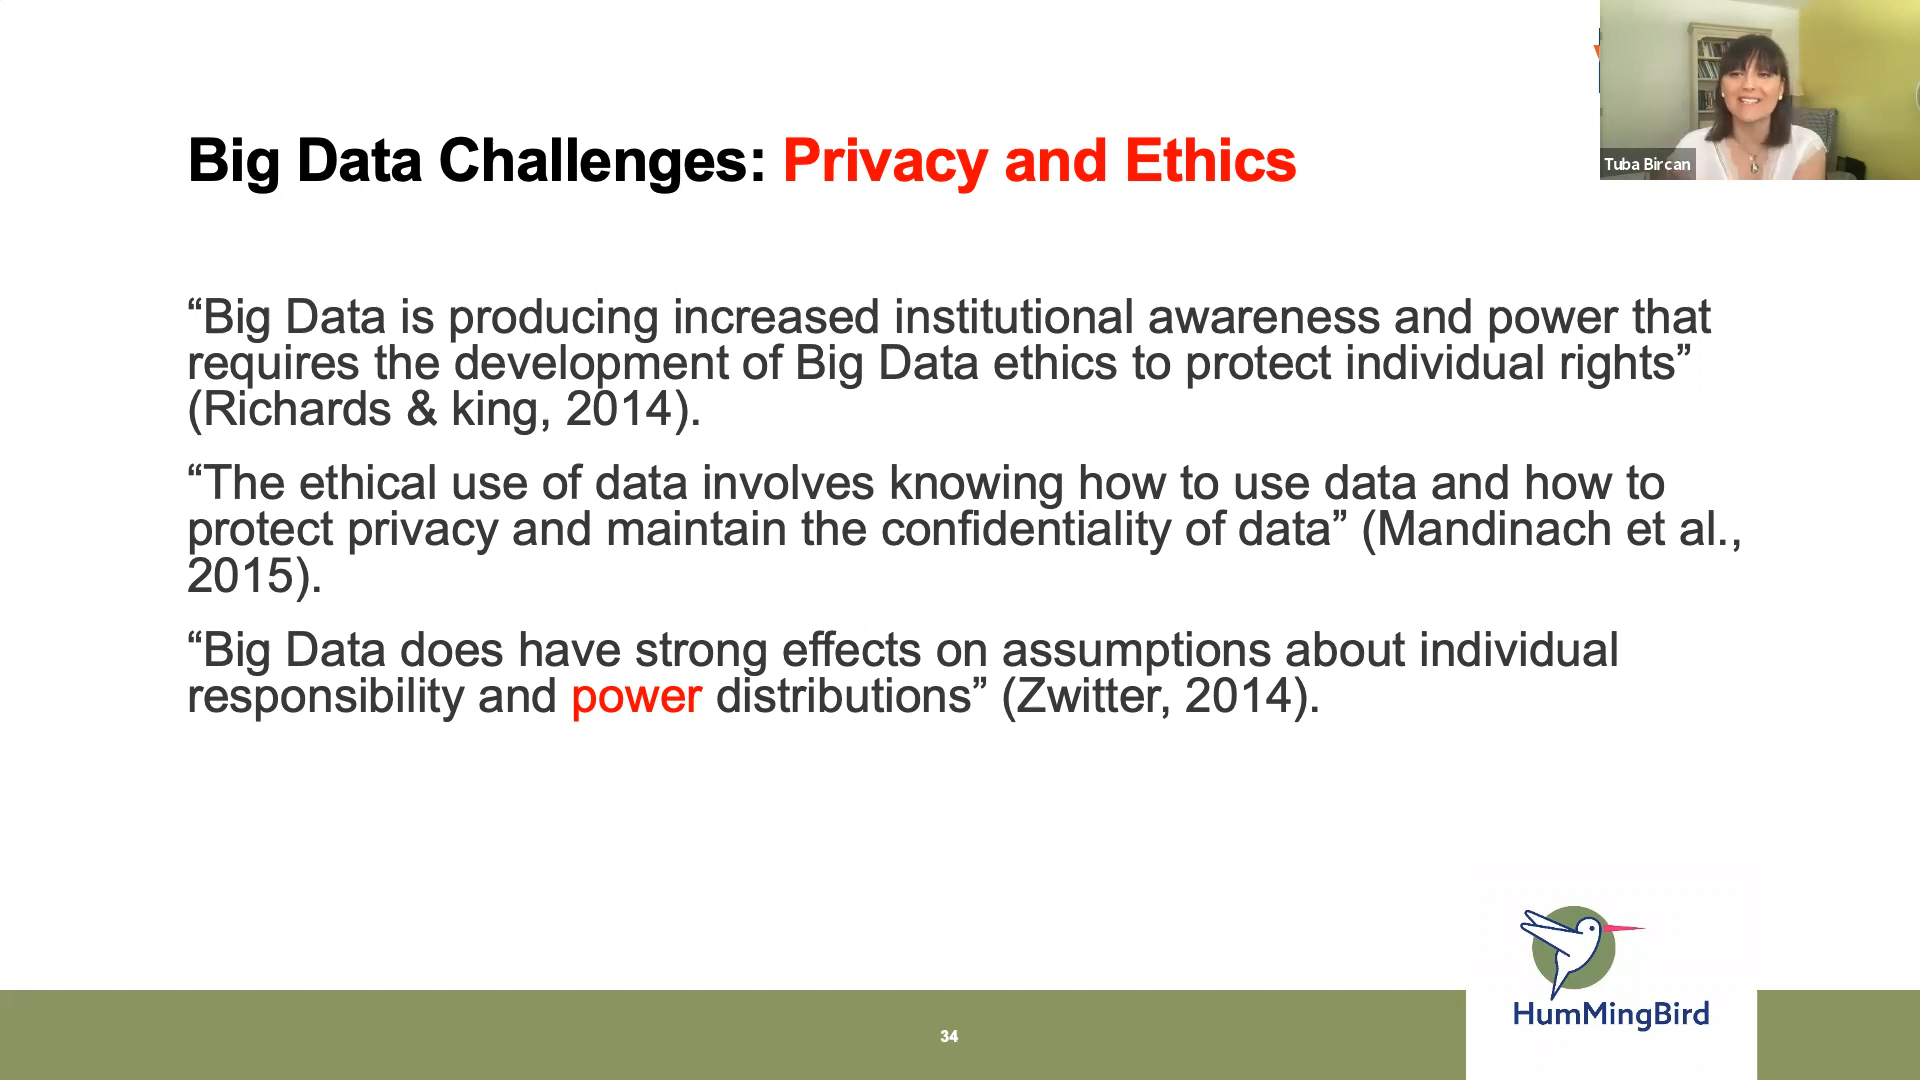 Big Data Challenges: Privacy and Ethics
Tuba Bircan
“Big Data is producing increased institutional awareness and power that
requires the development of Big Data ethics to protect individual rights”
(Richards & king, 2014).
“The ethical use of data involves knowing how to use data and how to
protect privacy and maintain the confidentiality of data” (Mandinach et al.,
2015).
“Big Data does have strong effects on assumptions about individual
responsibility and power distributions” (Zwitter, 2014).
HumMingBird
34